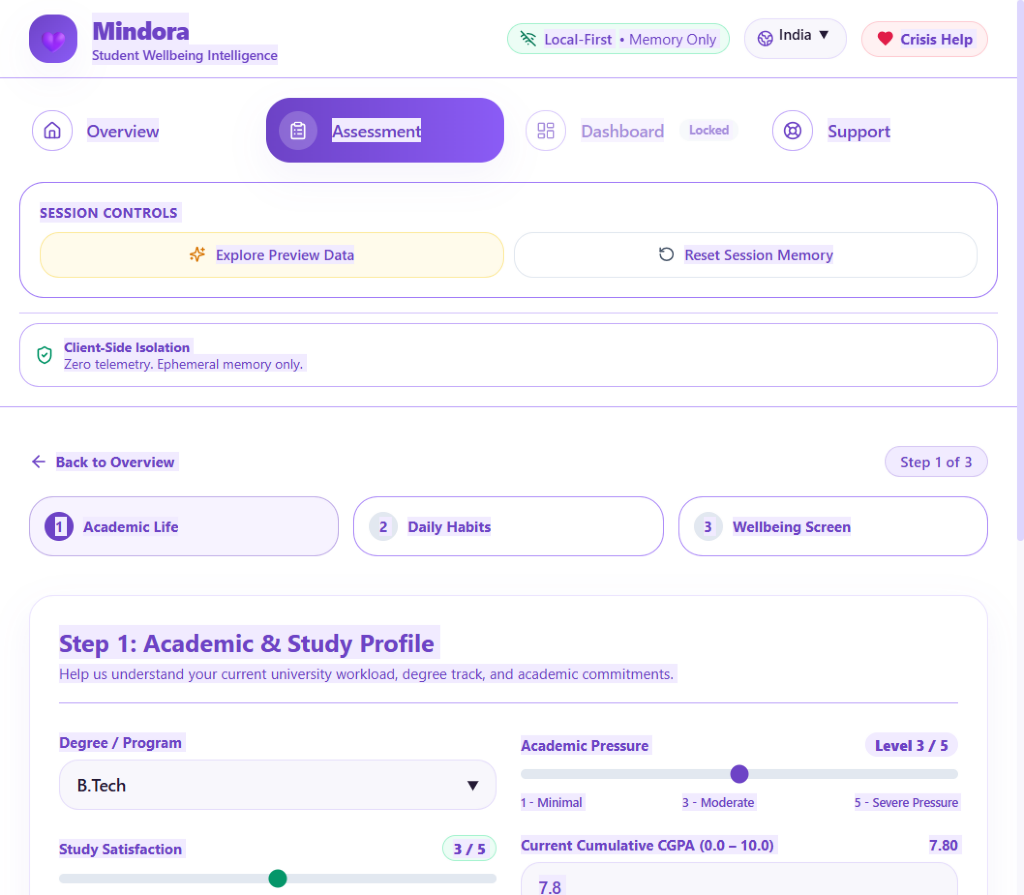 Mindora
Student Wellbeing Intelligence
Local-First • Memory Only
India ▼
Crisis Help
Overview
Assessment
Dashboard
Locked
Support
SESSION CONTROLS
Explore Preview Data
Reset Session Memory
Client-Side Isolation
Zero telemetry. Ephemeral memory only.
Back to Overview
Step 1 of 3
1 Academic Life
2 Daily Habits
3 Wellbeing Screen
Step 1: Academic & Study Profile
Help us understand your current university workload, degree track, and academic commitments.
Degree / Program
B.Tech ▼
Academic Pressure
Level 3 / 5
1 - Minimal
3 - Moderate
5 - Severe Pressure
Study Satisfaction
3 / 5
Current Cumulative CGPA (0.0 – 10.0)
7.80
7.8